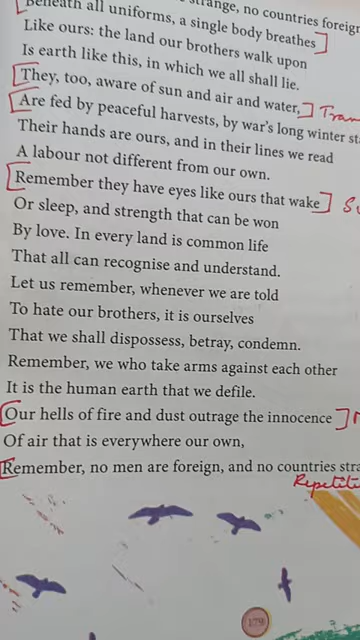 strange, no countries foreign
Beneath all uniforms, a single body breathes
Like ours: the land our brothers walk upon
Is earth like this, in which we all shall lie.
They, too, aware of sun and air and water,
Are fed by peaceful harvests, by war's long winter
Their hands are ours, and in their lines we read
A labour not different from our own.
Remember they have eyes like ours that wake
Or sleep, and strength that can be won
By love. In every land is common life
That all can recognise and understand.
Let us remember, whenever we are told
To hate our brothers, it is ourselves
That we shall dispossess, betray, condemn.
Remember, we who take arms against each other
It is the human earth that we defile.
Our hells of fire and dust outrage the innocence
Of air that is everywhere our own,
Remember, no men are foreign, and no countries
179